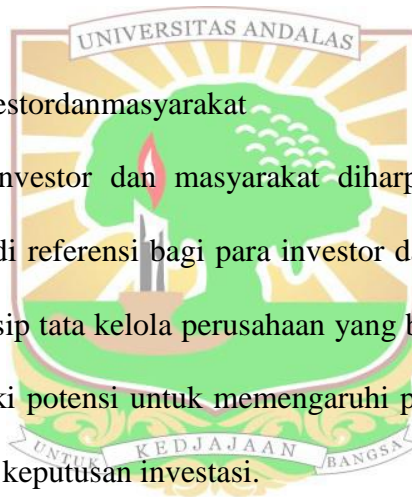 UNIVERSITAS ANDALAS
estordanmasyarakat
nvestor dan masyarakat diharp
di referensi bagi para investor da
sip tata kelola perusahaan yang b
ki potensi untuk memengaruhi p
keputusan investasi.
UNTUK KEDJAJAAN BANGSA